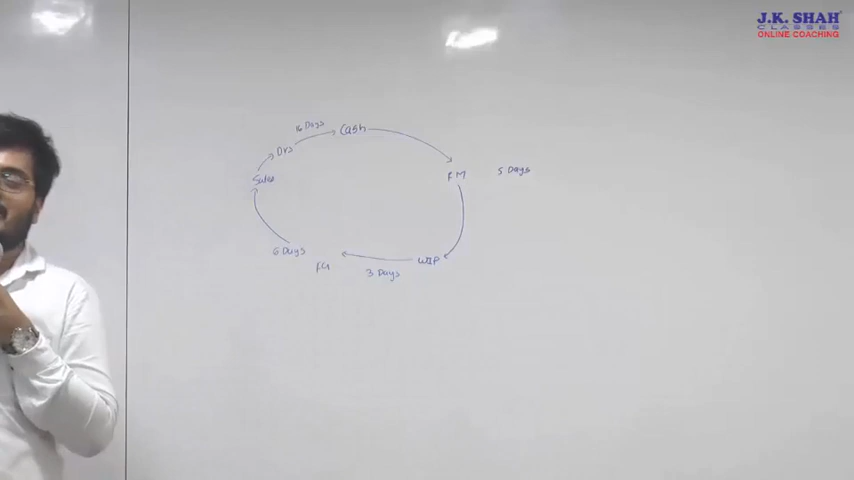 J.K. SHAH
CLASSES
ONLINE COACHING
16 Days
Cash
Drs
Sales
RM
5 Days
6 Days
FG
3 Days
WIP